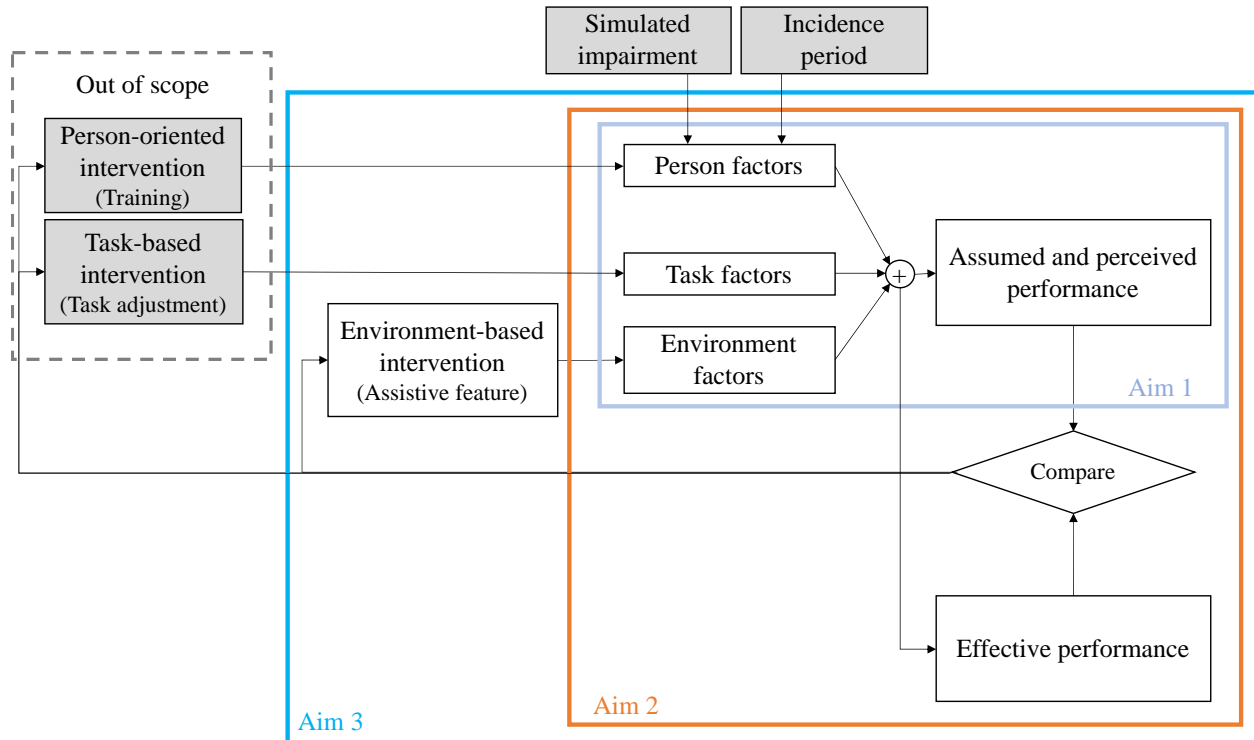 Simulated
impairment
Incidence
period
Out of scope
Person-oriented
intervention
(Training)
Task-based
intervention
(Task adjustment)
Environment-based
intervention
(Assistive feature)
Person factors
Task factors
Environment
factors
+
Assumed and perceived
performance
Aim 1
Compare
Effective performance
Aim 2
Aim 3